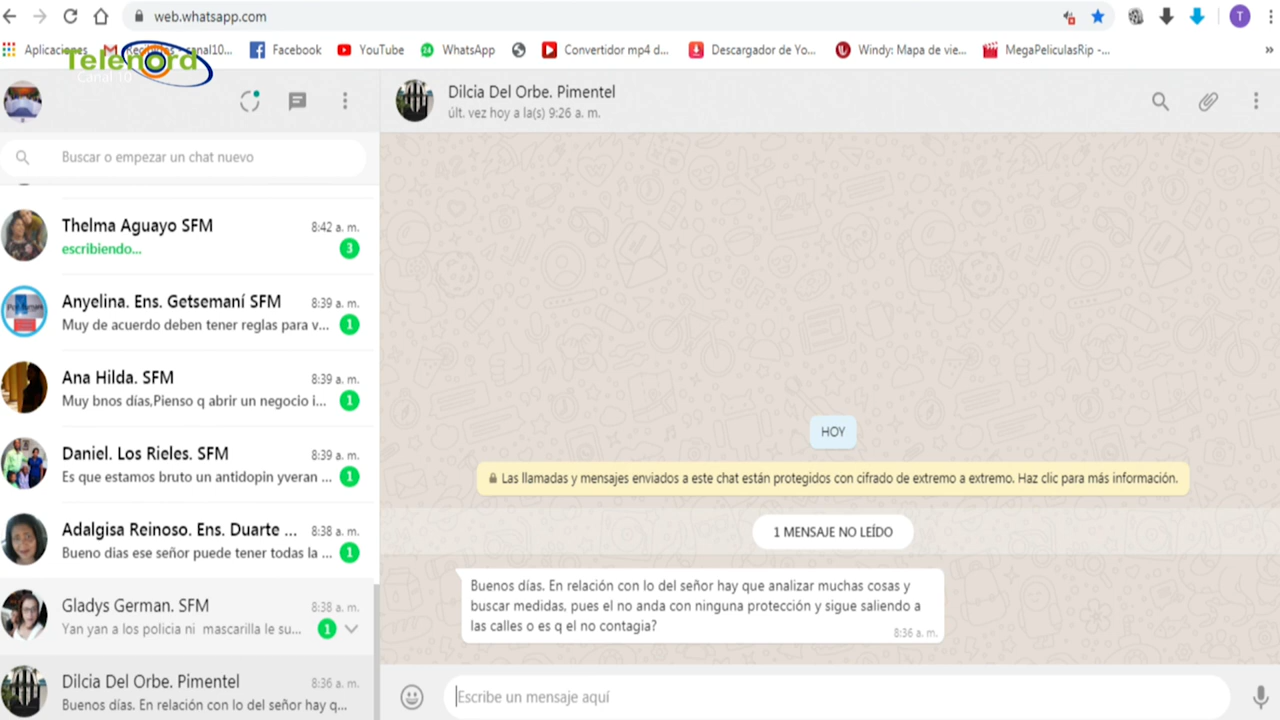 web.whatsapp.com
T
Aplicaciones
Facebook
YouTube
24
WhatsApp
Convertidor mp4 d...
Descargador de Yo...
Windy: Mapa de vie...
MegaPeliculasRip -...
»
Telenord
Canal 10
Buscar o empezar un chat nuevo
Thelma Aguayo SFM
8:42 a. m.
escribiendo...
3
Anyelina. Ens. Getsemaní SFM
8:39 a. m.
Muy de acuerdo deben tener reglas para v...
1
Ana Hilda. SFM
8:39 a. m.
Muy bnos días,Pienso q abrir un negocio i...
1
Daniel. Los Rieles. SFM
8:39 a. m.
Es que estamos bruto un antidopin yveran ...
1
Adalgisa Reinoso. Ens. Duarte ...
8:38 a. m.
Bueno dias ese señor puede tener todas la ...
1
Gladys German. SFM
8:38 a. m.
Yan yan a los policia ni mascarilla le su...
1
Dilcia Del Orbe. Pimentel
8:36 a. m.
Buenos días. En relación con lo del señor hay q...
Dilcia Del Orbe. Pimentel
últ. vez hoy a la(s) 9:26 a. m.
HOY
Las llamadas y mensajes enviados a este chat están protegidos con cifrado de extremo a extremo. Haz clic para más información.
1 MENSAJE NO LEÍDO
Buenos días. En relación con lo del señor hay que analizar muchas cosas y
buscar medidas, pues el no anda con ninguna protección y sigue saliendo a
las calles o es q el no contagia?
8:36 a. m.
Escribe un mensaje aquí